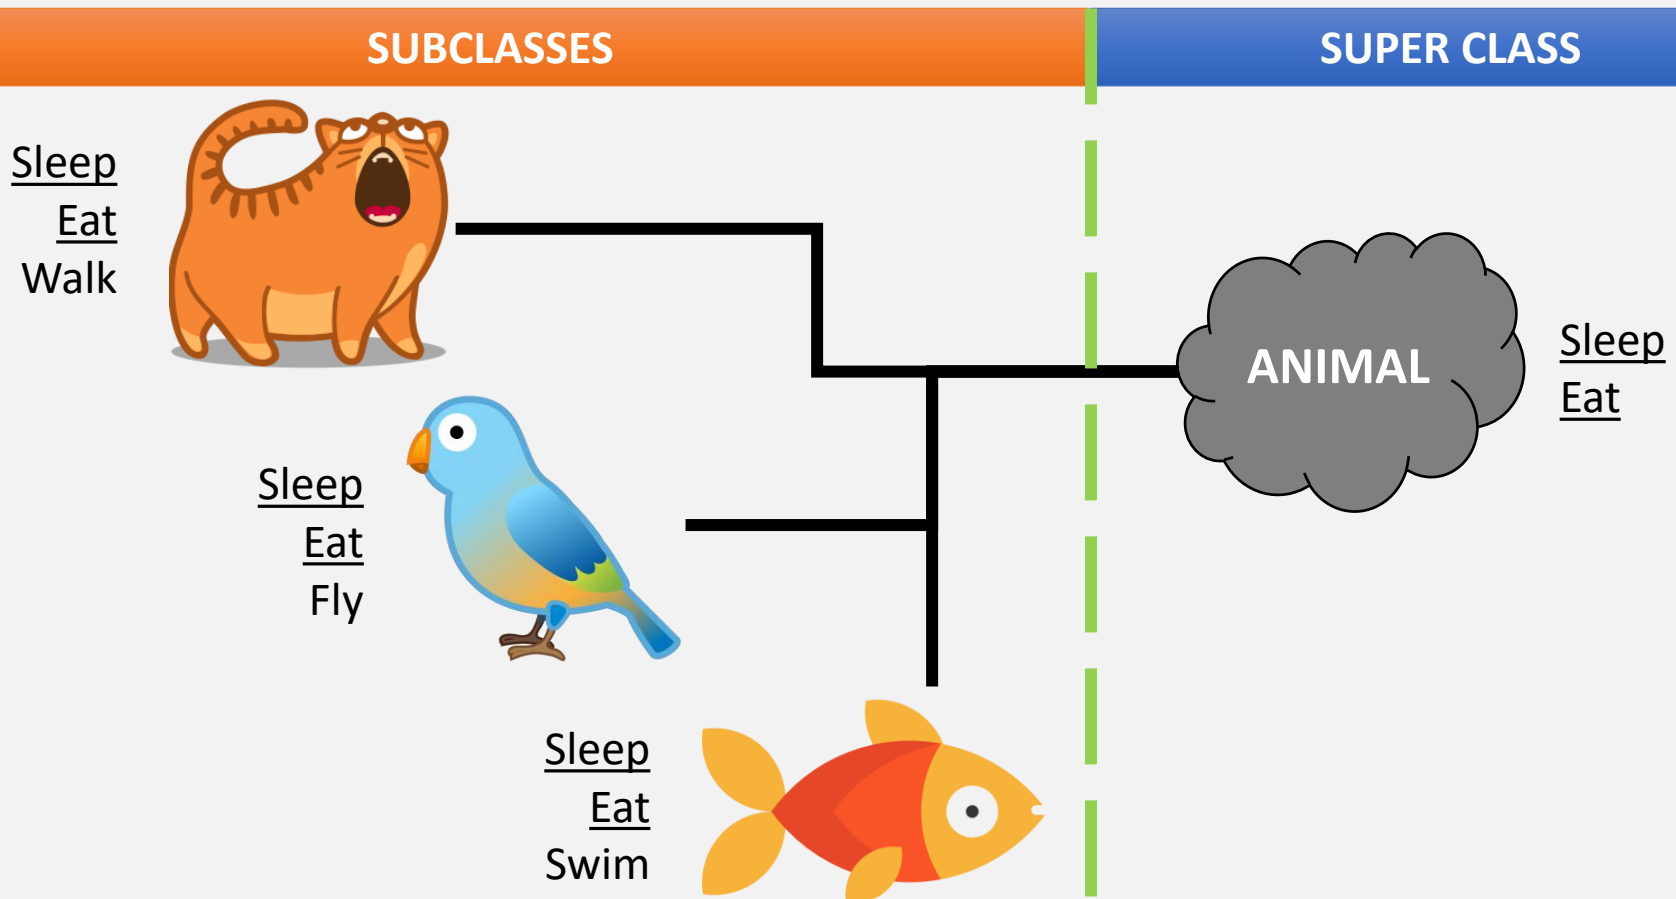 SUBCLASSES
SUPER CLASS
Sleep
Eat
Walk
ANIMAL
Sleep
Eat
Sleep
Eat
Fly
Sleep
Eat
Swim